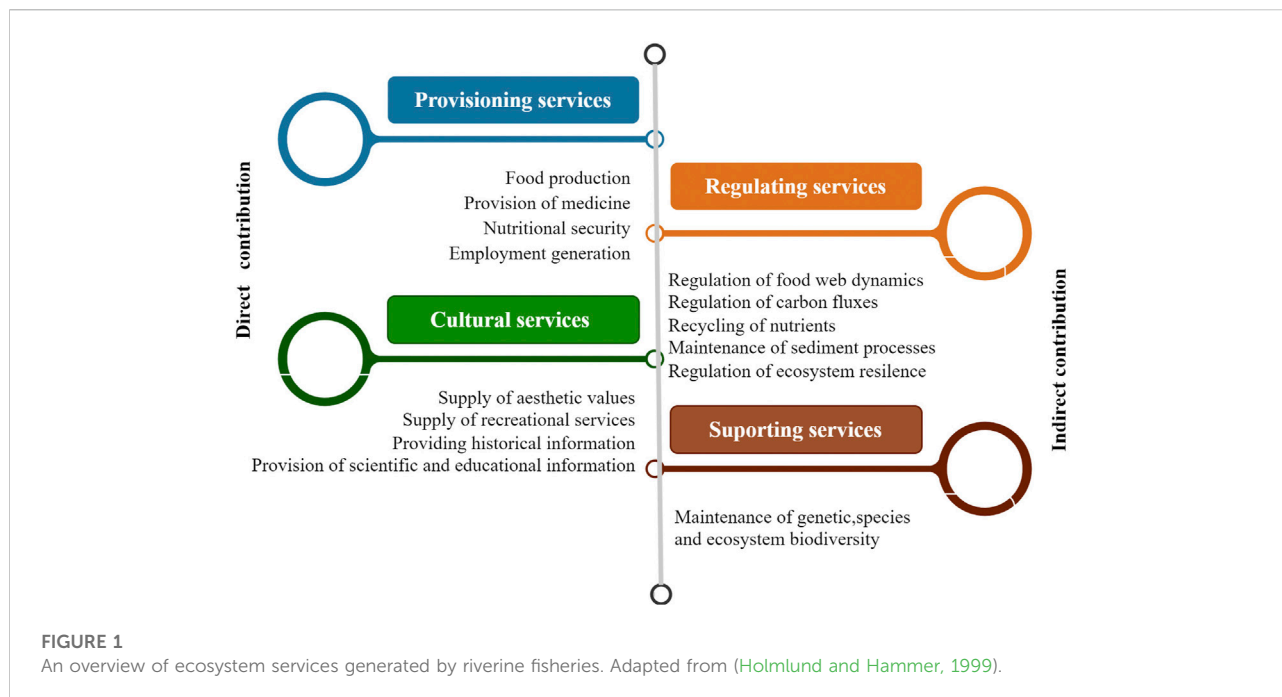 Direct contribution
Provisioning services
Food production
Provision of medicine
Nutritional security
Employment generation
Cultural services
Supply of aesthetic values
Supply of recreational services
Providing historical information
Provision of scientific and educational information
Regulating services
Regulation of food web dynamics
Regulation of carbon fluxes
Recycling of nutrients
Maintenance of sediment processes
Regulation of ecosystem resilence
Suporting services
Maintenance of genetic,species
and ecosystem biodiversity
Indirect contribution
FIGURE 1
An overview of ecosystem services generated by riverine fisheries. Adapted from (Holmlund and Hammer, 1999).